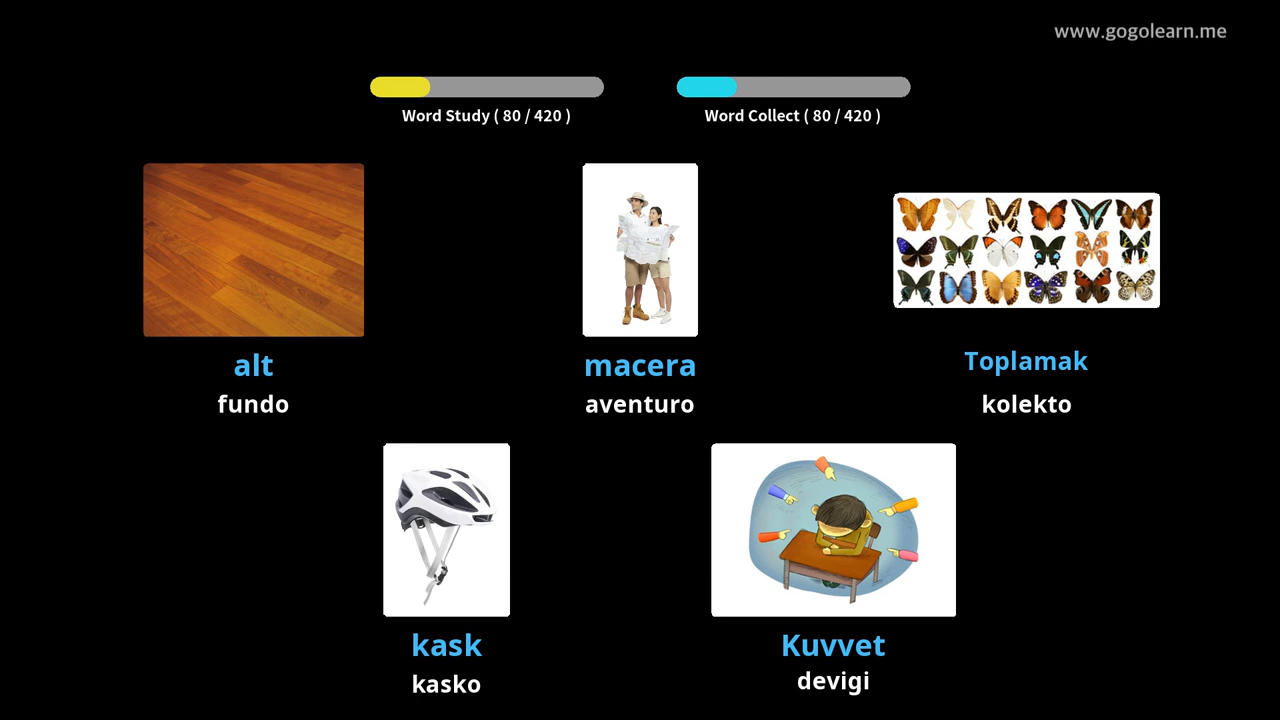 www.gogolearn.me
Word Study ( 80 / 420 )
Word Collect ( 80 / 420 )
alt
fundo
macera
aventuro
Toplamak
kolekto
kask
kasko
Kuvvet
devigi